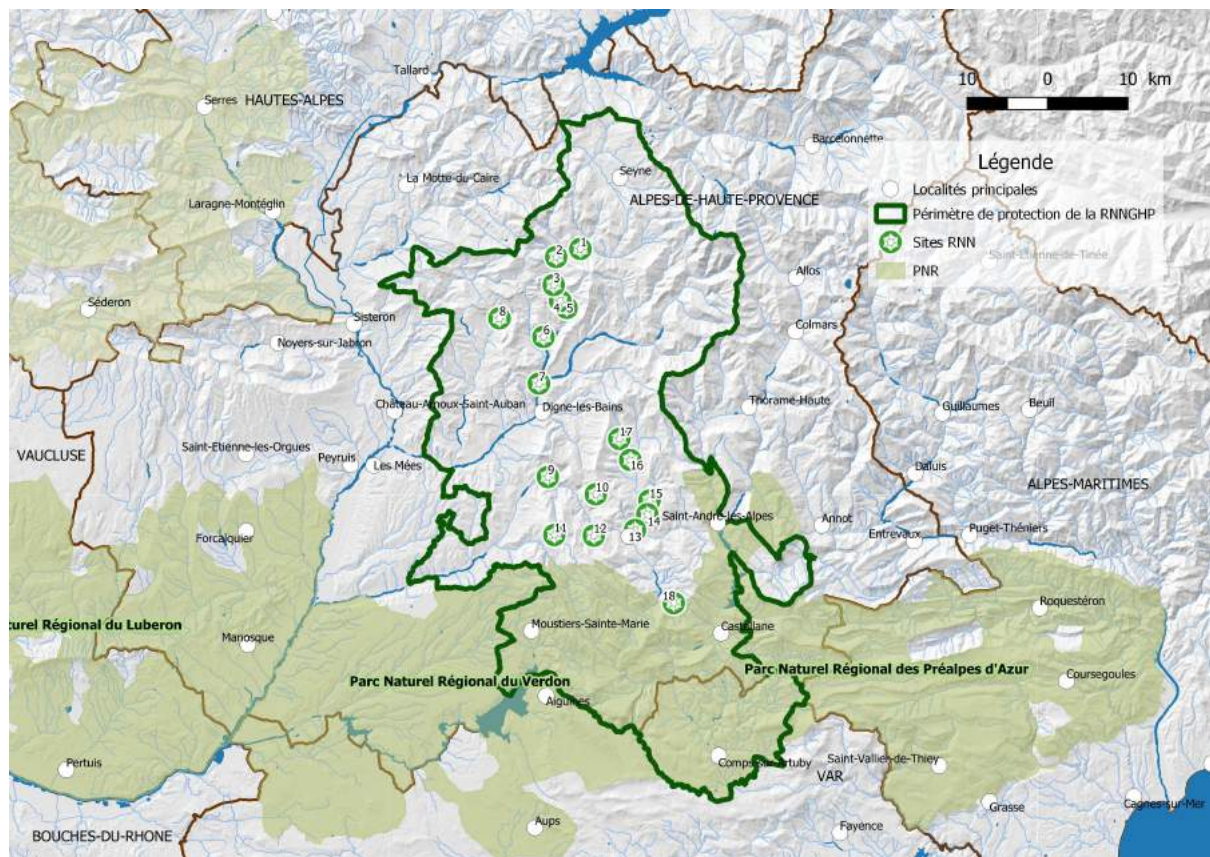 Tallard
10 0 10 km
Serres
HAUTES-ALPES
Barcelonnette
Légende
La Motte-du-Caire
Seyne
ALPES-DE-HAUTE-PROVENCE
Localités principales
Laragne-Montéglin
Périmètre de protection de la RNNGHP
Sites RNN
Saint-Etienne-de-Tinée
PNR
1
2
3
Allos
4
5
Séderon
8
Sisteron
Colmars
6
Noyers-sur-Jabron
7
Château-Arnoux-Saint-Auban
Digne-les-Bains
Thorame-Haute
Guillaumes
Beuil
17
Saint-Etienne-les-Orgues
VAUCLUSE
Peyruis
Les Mées
16
9
Daluis
ALPES-MARITIMES
10
15
Saint-André-les-Alpes
14
Annot
Forcalquier
11
12
13
Entrevaux
Puget-Théniers
18
Roquestéron
urel Régional du Luberon
Manosque
Moustiers-Sainte-Marie
Castellane
Parc Naturel Régional des Préalpes d'Azur
Coursegoules
Parc Naturel Régional du Verdon
Aiguines
Pertuis
Comps-sur-Artuby
Saint-Vallier-de-Thiey
VAR
Grasse
Cagnes-sur-Mer
BOUCHES-DU-RHONE
Aups
Fayence